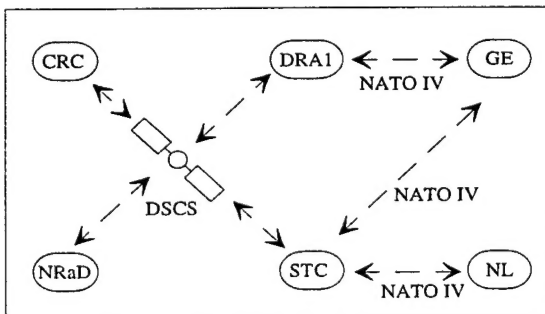 CRC
DRA1
GE
NATO IV
NATO IV
DSCS
NRaD
STC
NL
NATO IV